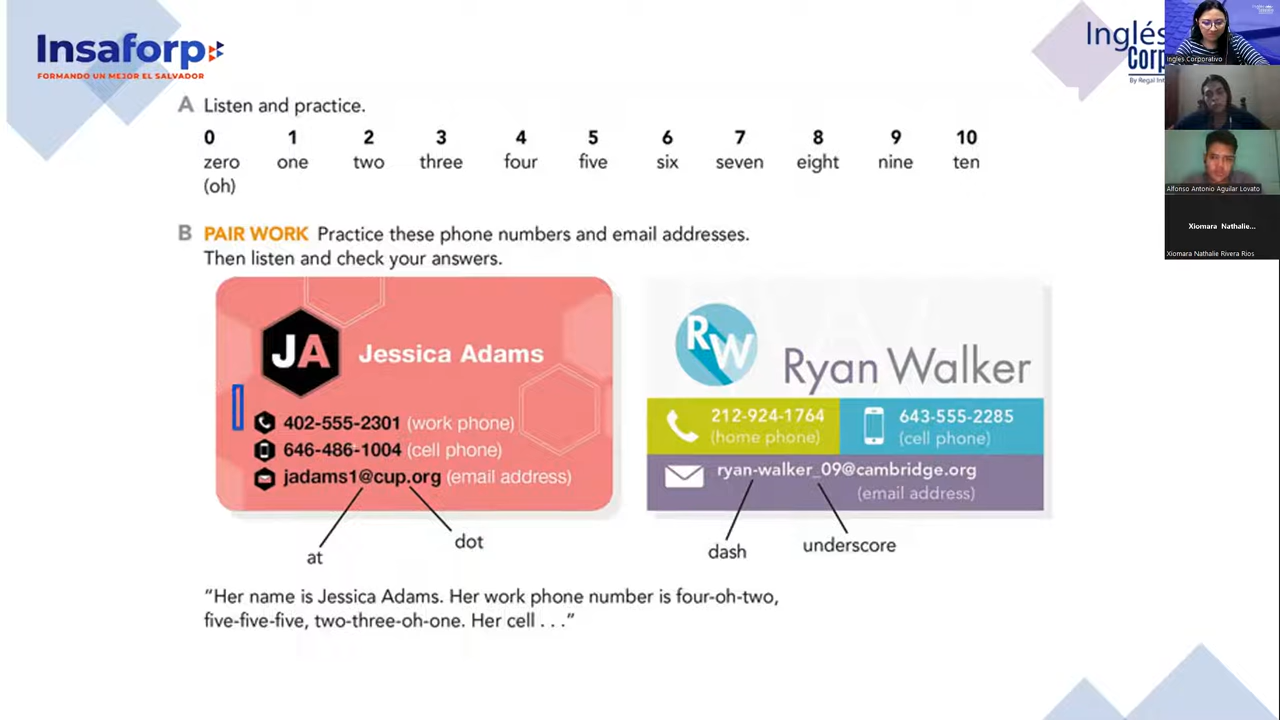 Insaforp
FORMANDO UN MEJOR EL SALVADOR
Inglés
Corp
By Regal Int
Inglés Corporativo
Alfonso Antonio Aguilar Lovato
Xiomara Nathalie...
Xiomara Nathalie Rivera Rios
A Listen and practice.
0 1 2 3 4 5 6 7 8 9 10
zero one two three four five six seven eight nine ten
(oh)
B PAIR WORK Practice these phone numbers and email addresses.
Then listen and check your answers.
JA Jessica Adams
402-555-2301 (work phone)
646-486-1004 (cell phone)
jadams1@cup.org (email address)
at
dot
RW Ryan Walker
212-924-1764
(home phone)
643-555-2285
(cell phone)
ryan-walker_09@cambridge.org
(email address)
dash
underscore
“Her name is Jessica Adams. Her work phone number is four-oh-two,
five-five-five, two-three-oh-one. Her cell . . .”